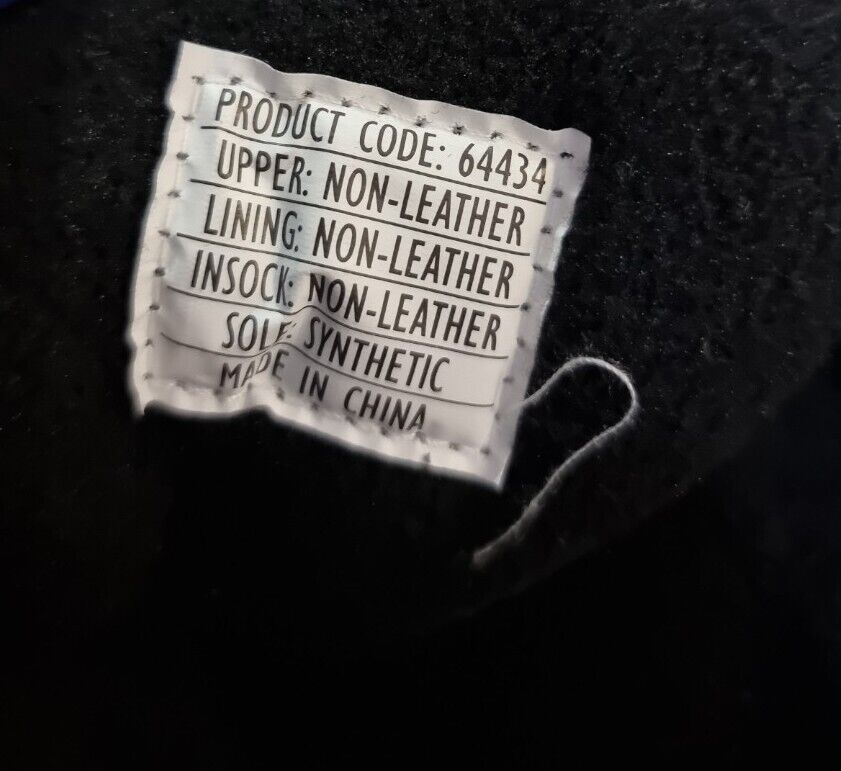 PRODUCT CODE: 64434
UPPER: NON-LEATHER
LINING: NON-LEATHER
INSOCK: NON-LEATHER
SOLE: SYNTHETIC
MADE IN CHINA